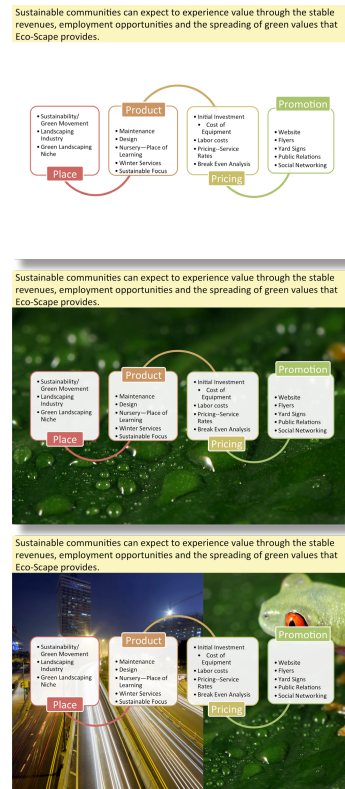 Sustainable communities can expect to experience value through the stable
revenues, employment opportunities and the spreading of green values that
Eco-Scape provides.
• Sustainability/
Green Movement
• Landscaping
Industry
• Green Landscaping
Niche
Place
Product
• Maintenance
• Design
• Nursery—Place of
Learning
• Winter Services
• Sustainable Focus
• Initial Investment
• Cost of
Equipment
• Labor costs
• Pricing--Service
Rates
• Break Even Analysis
Pricing
Promotion
• Website
• Flyers
• Yard Signs
• Public Relations
• Social Networking
Sustainable communities can expect to experience value through the stable
revenues, employment opportunities and the spreading of green values that
Eco-Scape provides.
• Sustainability/
Green Movement
• Landscaping
Industry
• Green Landscaping
Niche
Place
Product
• Maintenance
• Design
• Nursery—Place of
Learning
• Winter Services
• Sustainable Focus
• Initial Investment
• Cost of
Equipment
• Labor costs
• Pricing--Service
Rates
• Break Even Analysis
Pricing
Promotion
• Website
• Flyers
• Yard Signs
• Public Relations
• Social Networking
Sustainable communities can expect to experience value through the stable
revenues, employment opportunities and the spreading of green values that
Eco-Scape provides.
• Sustainability/
Green Movement
• Landscaping
Industry
• Green Landscaping
Niche
Place
Product
• Maintenance
• Design
• Nursery—Place of
Learning
• Winter Services
• Sustainable Focus
• Initial Investment
• Cost of
Equipment
• Labor costs
• Pricing--Service
Rates
• Break Even Analysis
Pricing
Promotion
• Website
• Flyers
• Yard Signs
• Public Relations
• Social Networking